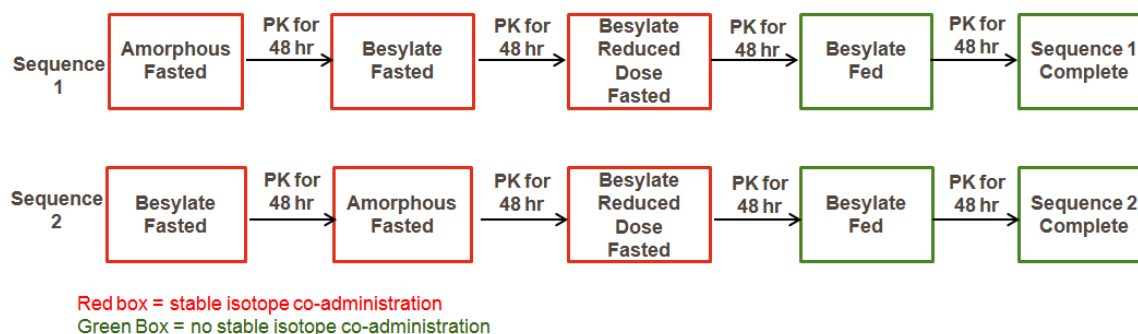 Sequence
1
Amorphous
Fasted
PK for
48 hr
Besylate
Fasted
PK for
48 hr
Besylate
Reduced
Dose
Fasted
PK for
48 hr
Besylate
Fed
PK for
48 hr
Sequence 1
Complete
Sequence
2
Besylate
Fasted
PK for
48 hr
Amorphous
Fasted
PK for
48 hr
Besylate
Reduced
Dose
Fasted
PK for
48 hr
Besylate
Fed
PK for
48 hr
Sequence 2
Complete
Red box = stable isotope co-administration
Green Box = no stable isotope co-administration